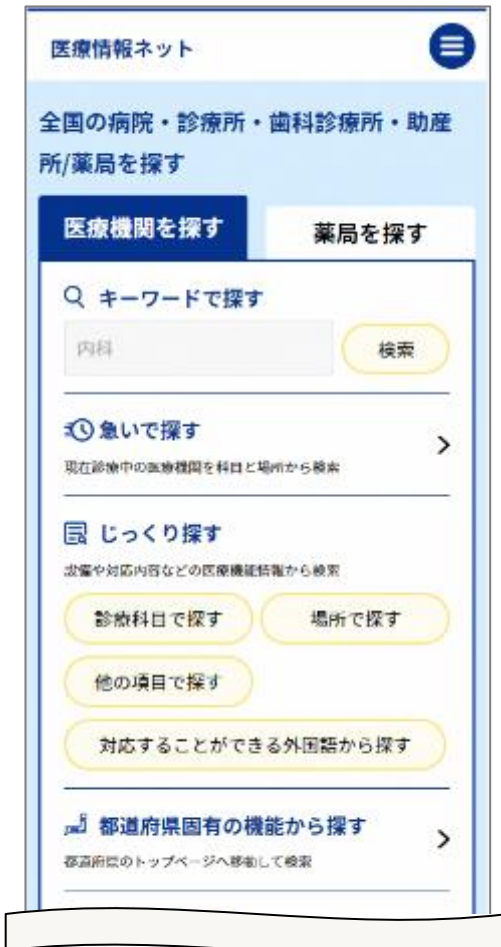 医療情報ネット
全国の病院・診療所・歯科診療所・助産
所/薬局を探す
医療機関を探す
薬局を探す
キーワードで探す
内科
検索
急いで探す
現在診療中の医療機関を科目と場所から検索
じっくり探す
設備や対応内容などの医療機能情報から検索
診療科目で探す
場所で探す
他の項目で探す
対応することができる外国語から探す
都道府県固有の機能から探す
都道府県のトップページへ移動して検索